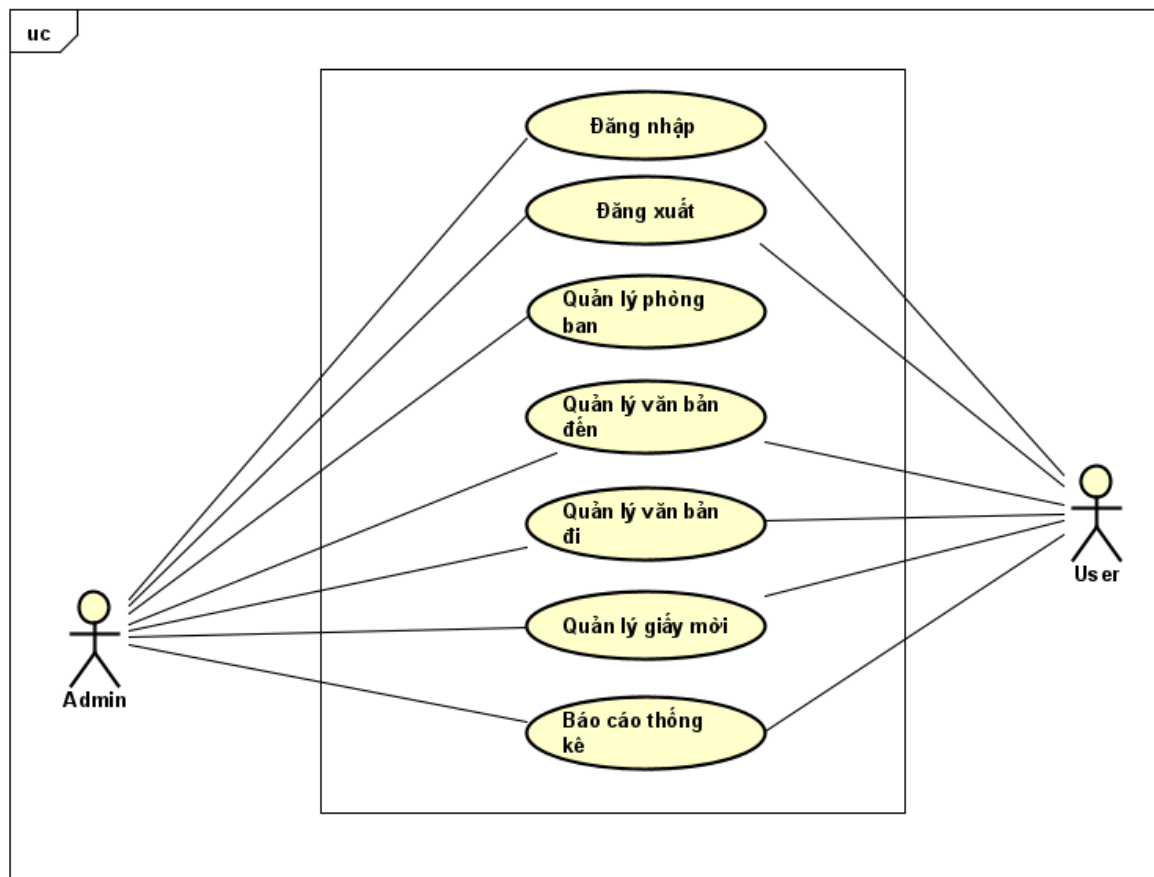 uc
Đăng nhập
Đăng xuất
Quản lý phòng
ban
Quản lý văn bản
đến
Quản lý văn bản
đi
Quản lý giấy mời
Báo cáo thống
kê
Admin
User